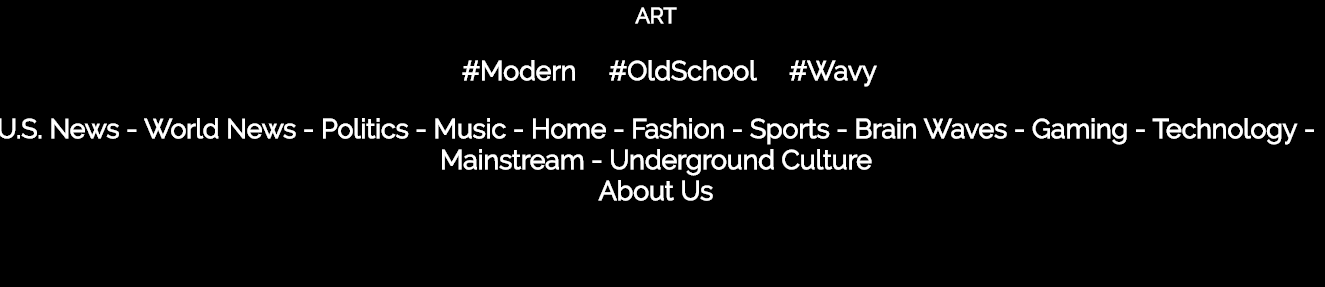 ART
#Modern #OldSchool #Wavy
U.S. News - World News - Politics - Music - Home - Fashion - Sports - Brain Waves - Gaming - Technology -
Mainstream - Underground Culture
About Us